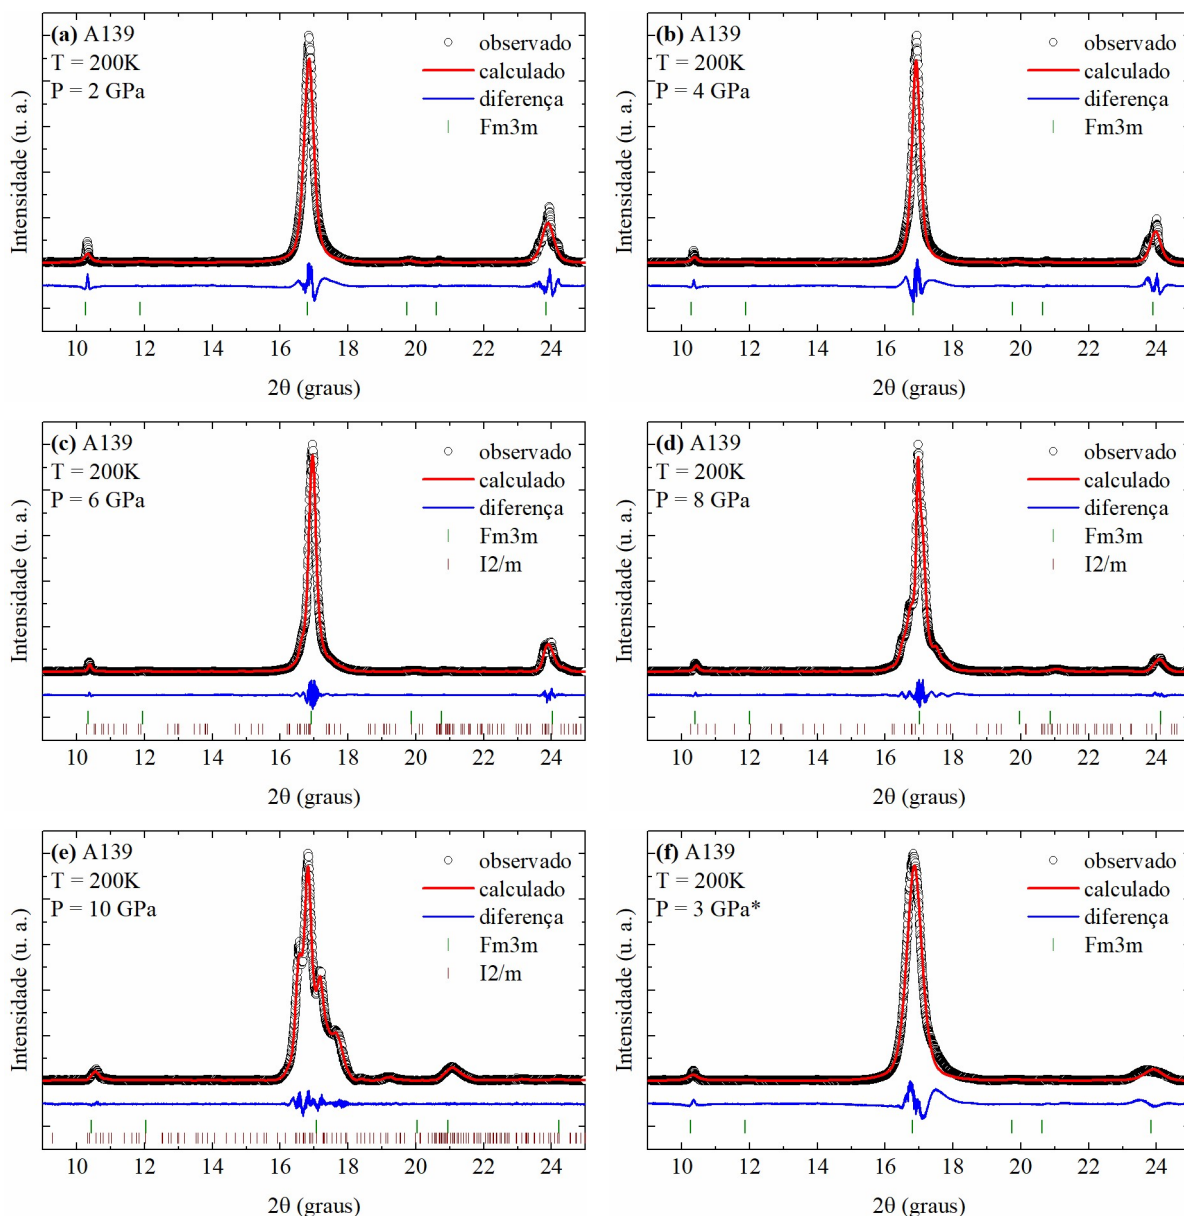 (a) A139
T = 200K
P = 2 GPa
observado
calculado
diferença
Fm3m
Intensidade (u. a.)
10 12 14 16 18 20 22 24
2θ (graus)
(b) A139
T = 200K
P = 4 GPa
observado
calculado
diferença
Fm3m
Intensidade (u. a.)
10 12 14 16 18 20 22 24
2θ (graus)
(c) A139
T = 200K
P = 6 GPa
observado
calculado
diferença
Fm3m
I2/m
Intensidade (u. a.)
10 12 14 16 18 20 22 24
2θ (graus)
(d) A139
T = 200K
P = 8 GPa
observado
calculado
diferença
Fm3m
I2/m
Intensidade (u. a.)
10 12 14 16 18 20 22 24
2θ (graus)
(e) A139
T = 200K
P = 10 GPa
observado
calculado
diferença
Fm3m
I2/m
Intensidade (u. a.)
10 12 14 16 18 20 22 24
2θ (graus)
(f) A139
T = 200K
P = 3 GPa*
observado
calculado
diferença
Fm3m
Intensidade (u. a.)
10 12 14 16 18 20 22 24
2θ (graus)